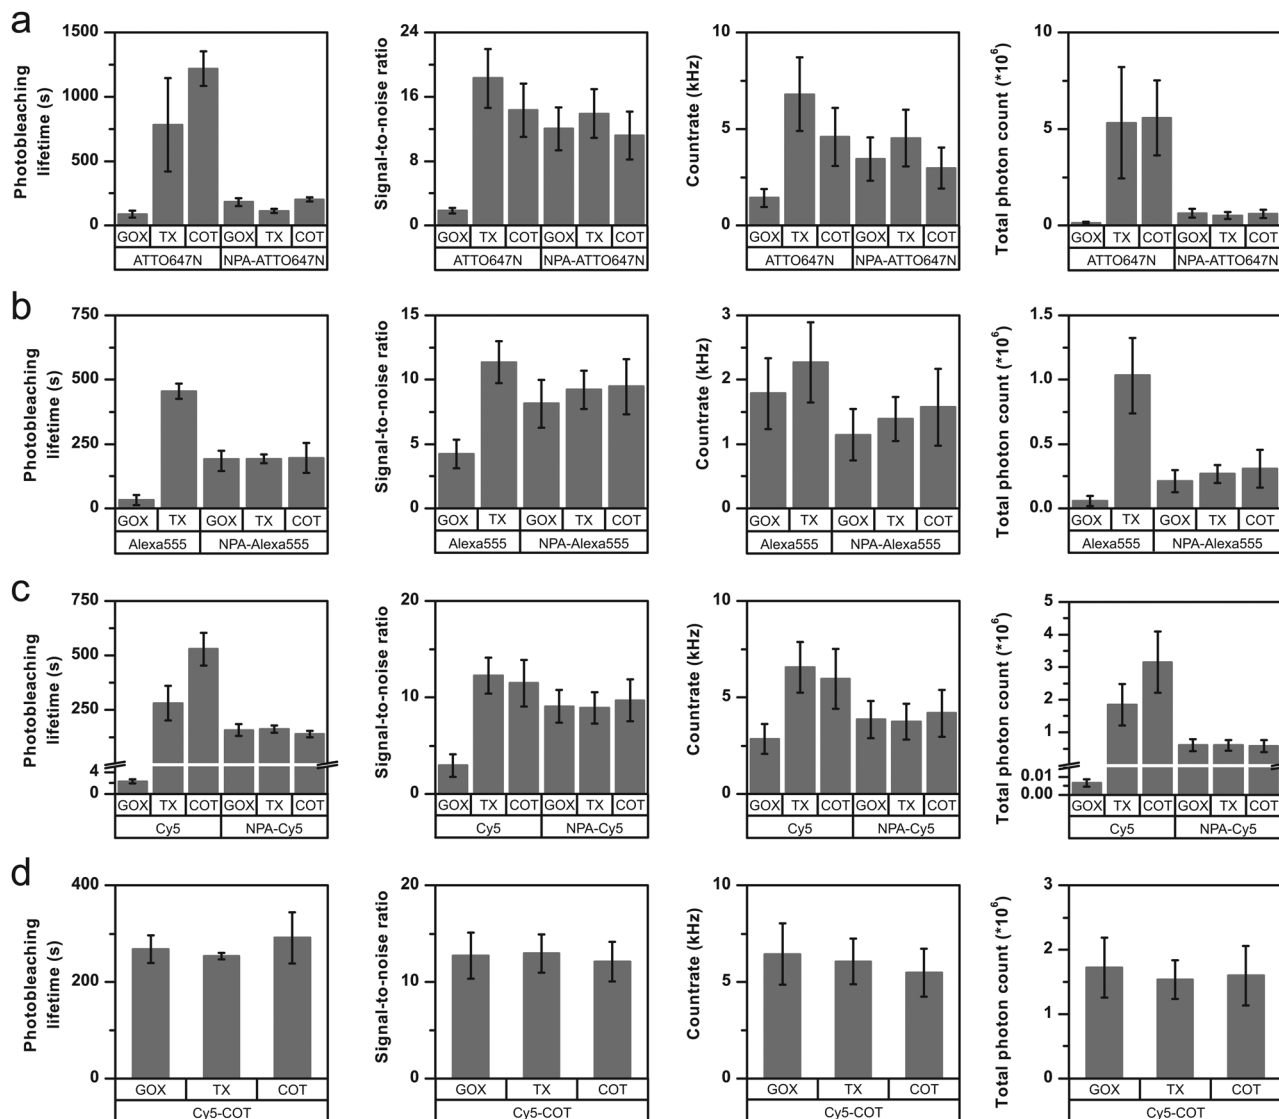 a
Photobleaching
lifetime (s)
1500
1000
500
0
GOX TX COT GOX TX COT
ATTO647N NPA-ATTO647N
Signal-to-noise ratio
24
16
8
0
GOX TX COT GOX TX COT
ATTO647N NPA-ATTO647N
Countrate (kHz)
10
5
0
GOX TX COT GOX TX COT
ATTO647N NPA-ATTO647N
Total photon count (*10⁶)
10
5
0
GOX TX COT GOX TX COT
ATTO647N NPA-ATTO647N
b
Photobleaching
lifetime (s)
750
500
250
0
GOX TX GOX TX COT
Alexa555 NPA-Alexa555
Signal-to-noise ratio
15
10
5
0
GOX TX GOX TX COT
Alexa555 NPA-Alexa555
Countrate (kHz)
3
2
1
0
GOX TX GOX TX COT
Alexa555 NPA-Alexa555
Total photon count (*10⁶)
1.5
1.0
0.5
0.0
GOX TX GOX TX COT
Alexa555 NPA-Alexa555
c
Photobleaching
lifetime (s)
750
500
250
4
0
GOX TX COT GOX TX COT
Cy5 NPA-Cy5
Signal-to-noise ratio
20
10
0
GOX TX COT GOX TX COT
Cy5 NPA-Cy5
Countrate (kHz)
10
5
0
GOX TX COT GOX TX COT
Cy5 NPA-Cy5
Total photon count (*10⁶)
5
4
3
2
1
0.01
0.00
GOX TX COT GOX TX COT
Cy5 NPA-Cy5
d
Photobleaching
lifetime (s)
400
200
0
GOX TX COT
Cy5-COT
Signal-to-noise ratio
20
10
0
GOX TX COT
Cy5-COT
Countrate (kHz)
10
5
0
GOX TX COT
Cy5-COT
Total photon count (*10⁶)
3
2
1
0
GOX TX COT
Cy5-COT